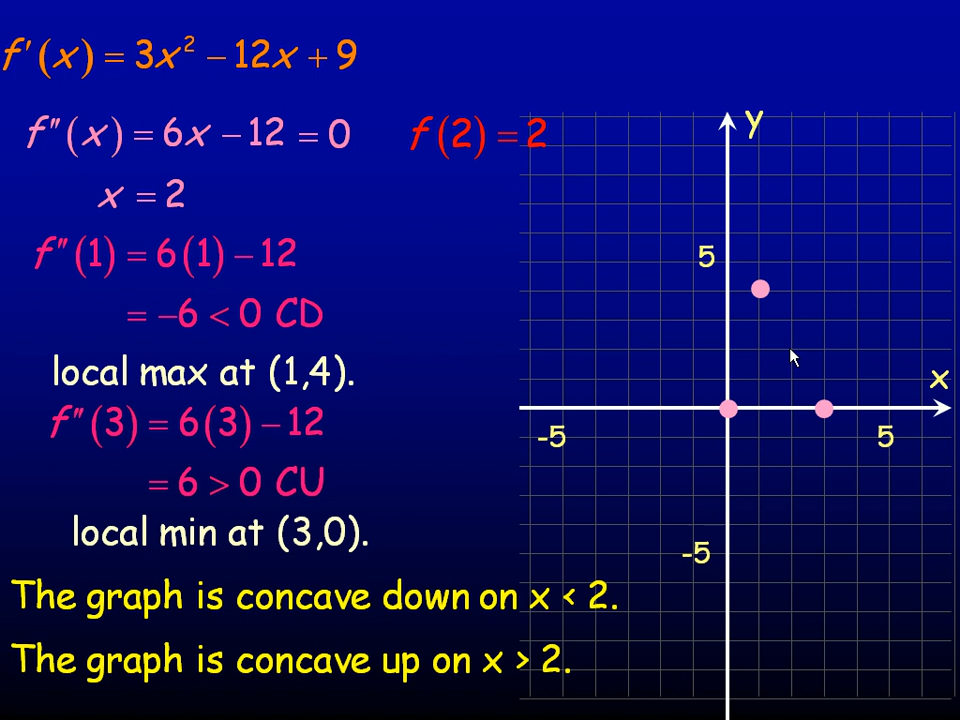 f′(x) = 3x² − 12x + 9
f″(x) = 6x − 12 = 0
f(2) = 2
x = 2
f″(1) = 6(1) − 12
= −6 < 0 CD
local max at (1,4).
f″(3) = 6(3) − 12
= 6 > 0 CU
local min at (3,0).
The graph is concave down on x < 2.
The graph is concave up on x > 2.
y
5
x
-5
5
-5